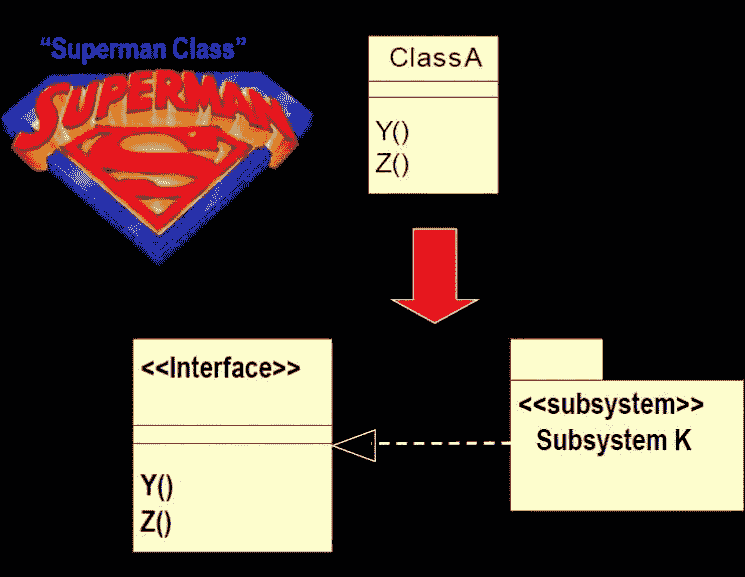 “Superman Class”
SUPERMAN
S
ClassA
Y()
Z()
<<Interface>>
Y()
Z()
<<subsystem>>
Subsystem K